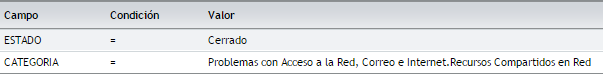 Campo Condición Valor
ESTADO = Cerrado
CATEGORIA = Problemas con Acceso a la Red, Correo e Internet.Recursos Compartidos en Red